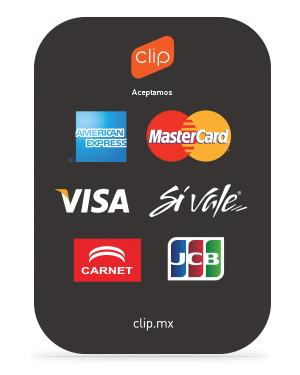 clip
Aceptamos
AMERICAN EXPRESS
®
MasterCard
VISA
Sí Vale®
CARNET
JCB
clip.mx